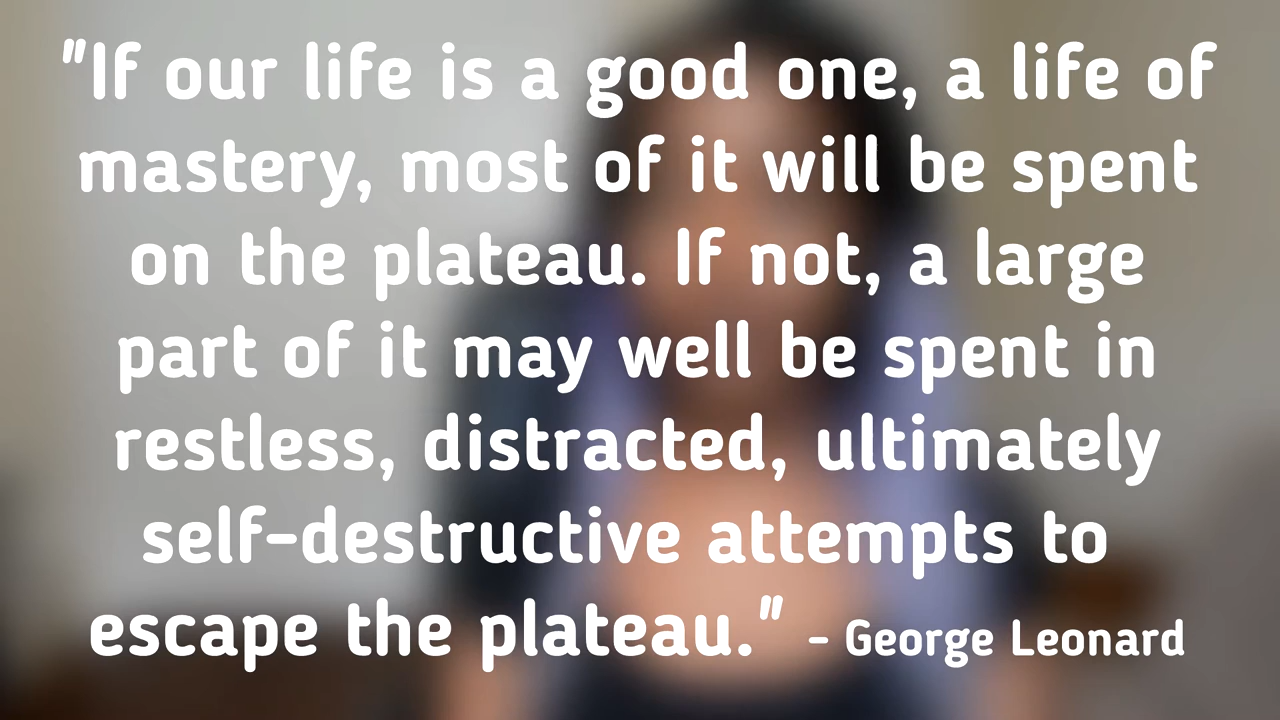 "If our life is a good one, a life of
mastery, most of it will be spent
on the plateau. If not, a large
part of it may well be spent in
restless, distracted, ultimately
self-destructive attempts to
escape the plateau." - George Leonard